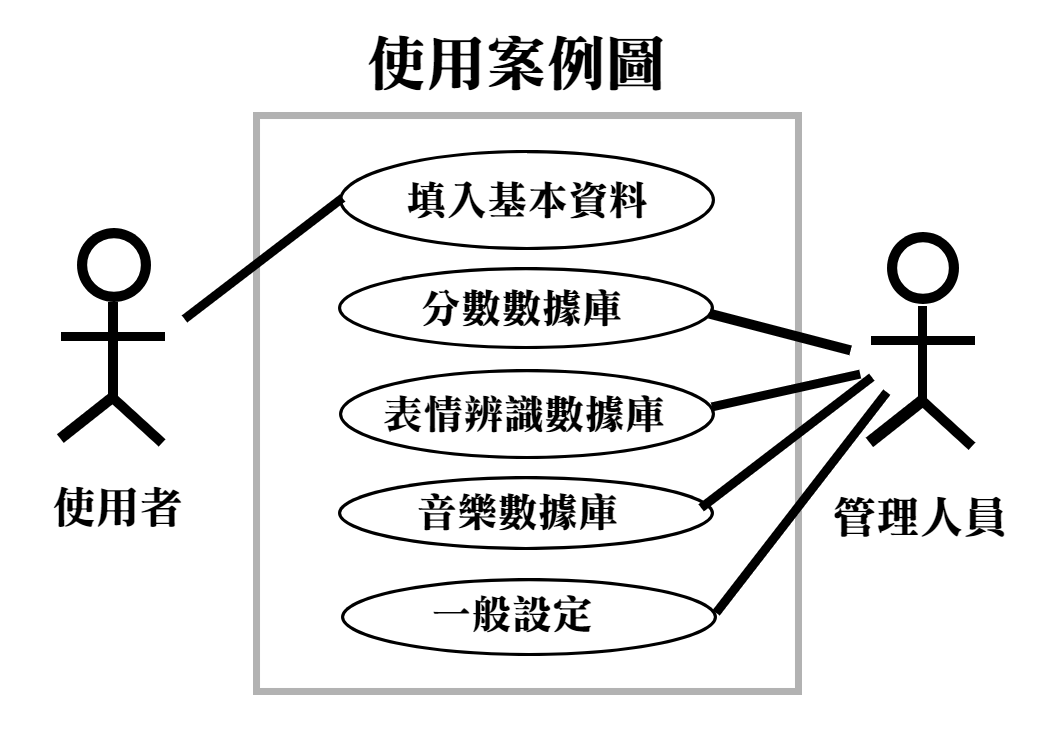 使用案例圖
填入基本資料
分數數據庫
表情辨識數據庫
音樂數據庫
一般設定
使用者
管理人員